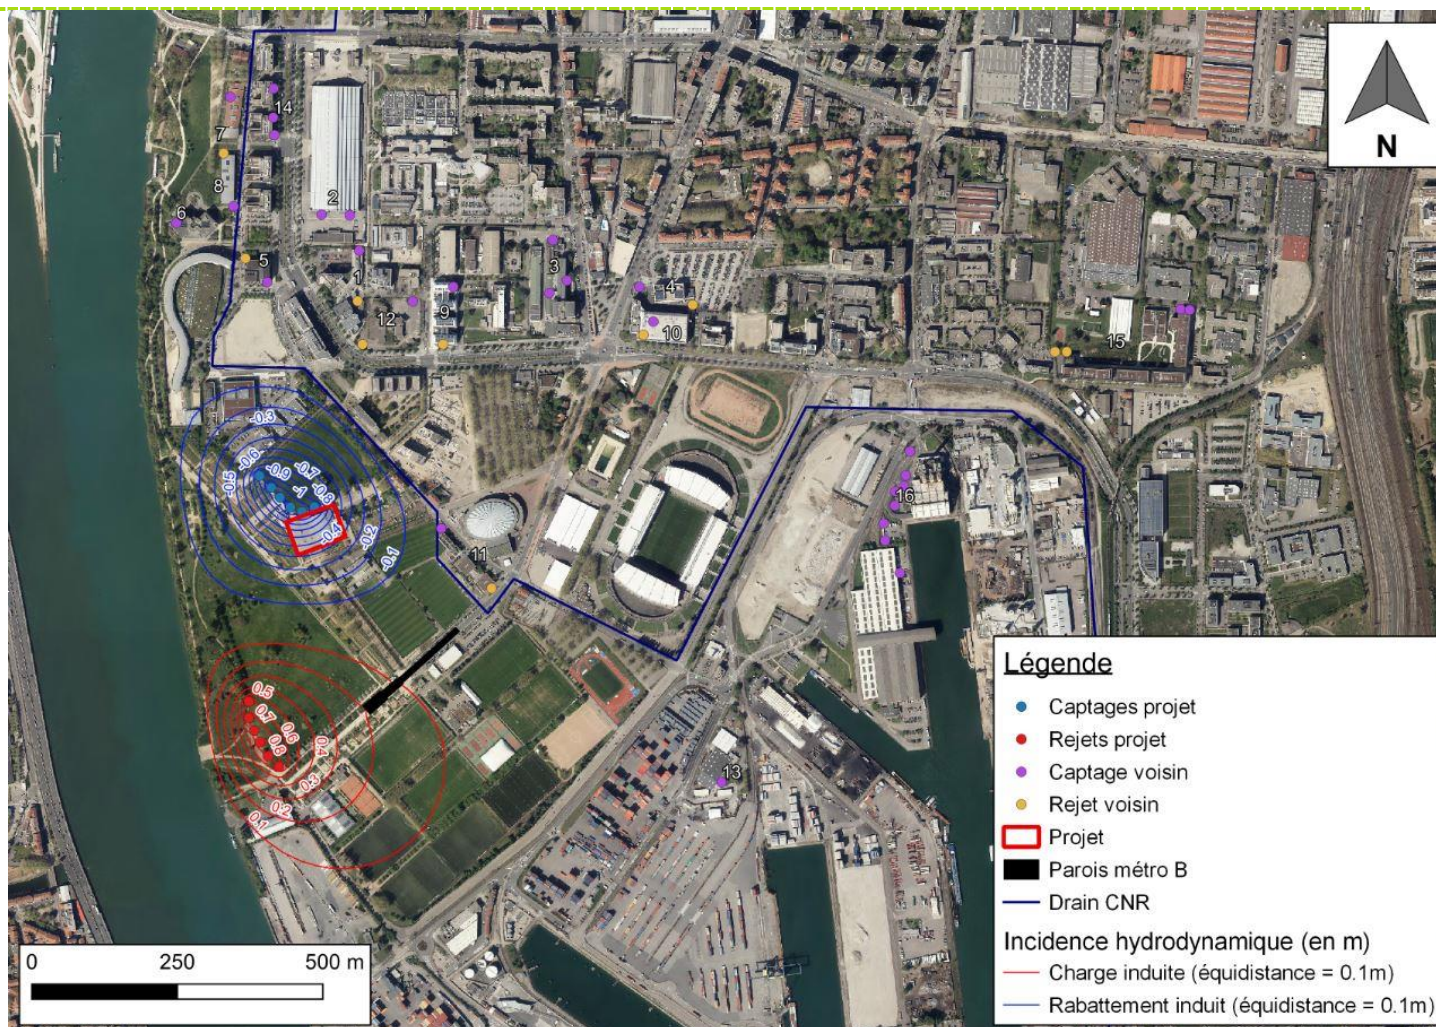 N
14
7
8
2
6
5
1
3
4
12
9
10
15
-0.3
-0.6
-0.7
-0.9
-0.5
-1
-0.8
-0.4
-0.2
-0.1
16
11
0.5
0.7
0.6
0.8
0.4
0.3
0.2
0.1
13
Légende
Captages projet
Rejets projet
Captage voisin
Rejet voisin
Projet
Parois métro B
Drain CNR
Incidence hydrodynamique (en m)
Charge induite (équidistance = 0.1m)
Rabattement induit (équidistance = 0.1m)
0 250 500 m